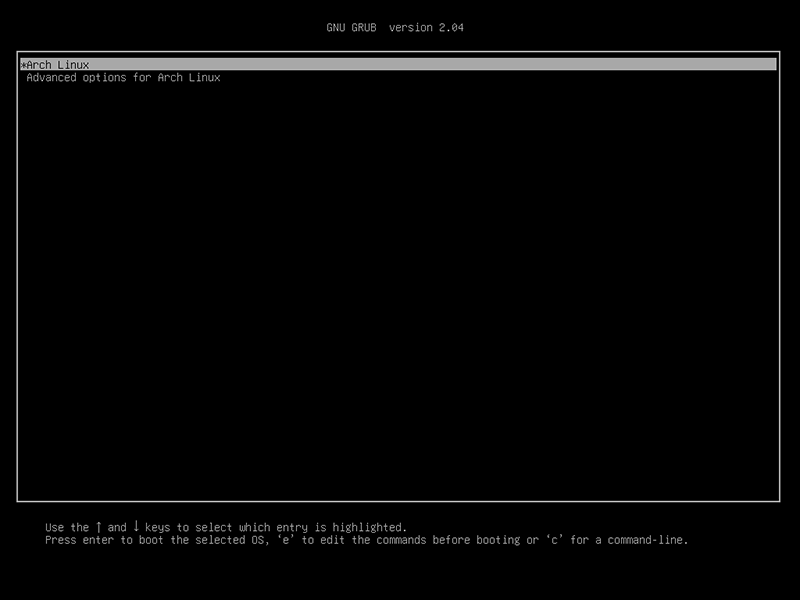 GNU GRUB  version 2.04
*Arch Linux
Advanced options for Arch Linux
Use the ↑ and ↓ keys to select which entry is highlighted.
Press enter to boot the selected OS, ‘e’ to edit the commands before booting or ‘c’ for a command-line.